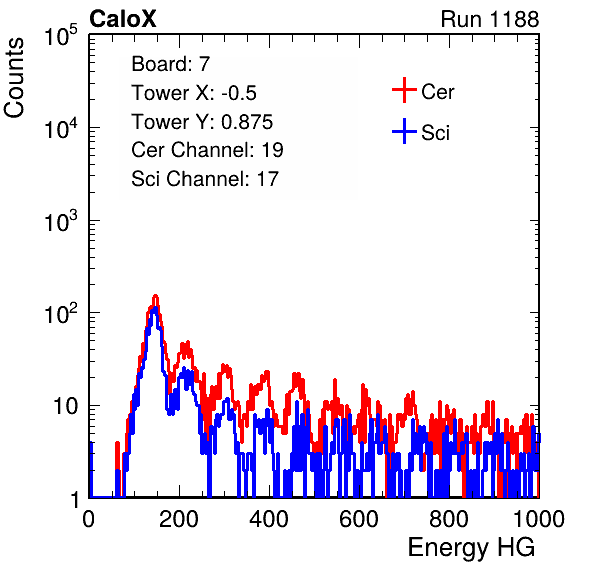 CaloX Run 1188
Counts
Board: 7
Tower X: -0.5
Tower Y: 0.875
Cer Channel: 19
Sci Channel: 17
Cer
Sci
10^5
10^4
10^3
10^2
10
1
0 200 400 600 800 1000
Energy HG